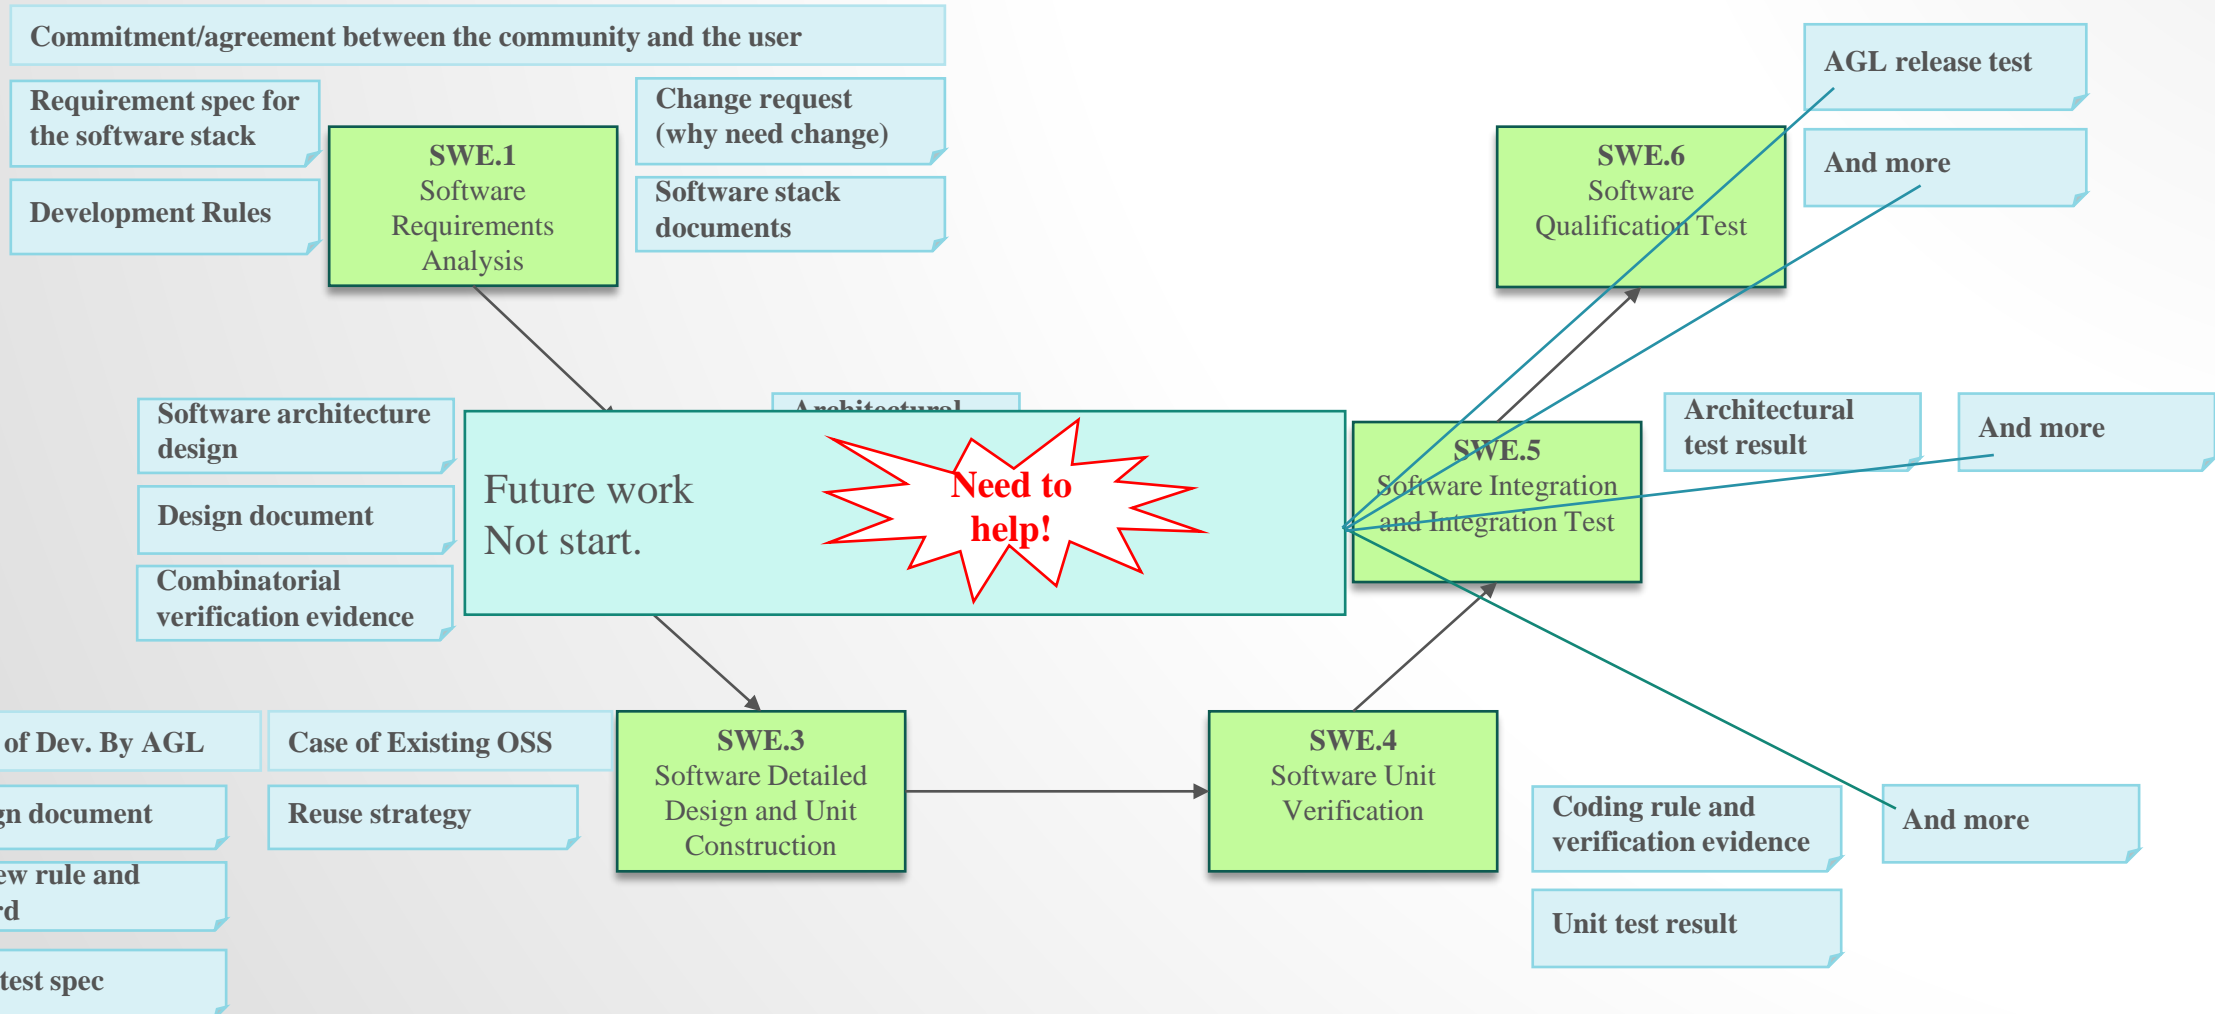 Commitment/agreement between the community and the user
Requirement spec for
the software stack
Development Rules
SWE.1
Software
Requirements
Analysis
Change request
(why need change)
Software stack
documents
SWE.6
Software
Qualification Test
AGL release test
And more
Software architecture
design
Design document
Combinatorial
verification evidence
Architectural
Future work
Not start.
Need to
help!
SWE.5
Software Integration
and Integration Test
Architectural
test result
And more
of Dev. By AGL
document
rule and
test spec
Case of Existing OSS
Reuse strategy
SWE.3
Software Detailed
Design and Unit
Construction
SWE.4
Software Unit
Verification
Coding rule and
verification evidence
Unit test result
And more